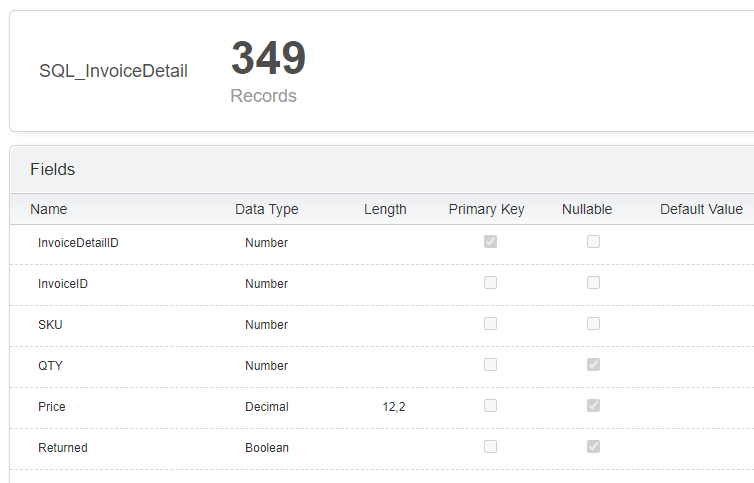 SQL_InvoiceDetail
349
Records
Fields
Name Data Type Length Primary Key Nullable Default Value
InvoiceDetailID Number
InvoiceID Number
SKU Number
QTY Number
Price Decimal 12,2
Returned Boolean